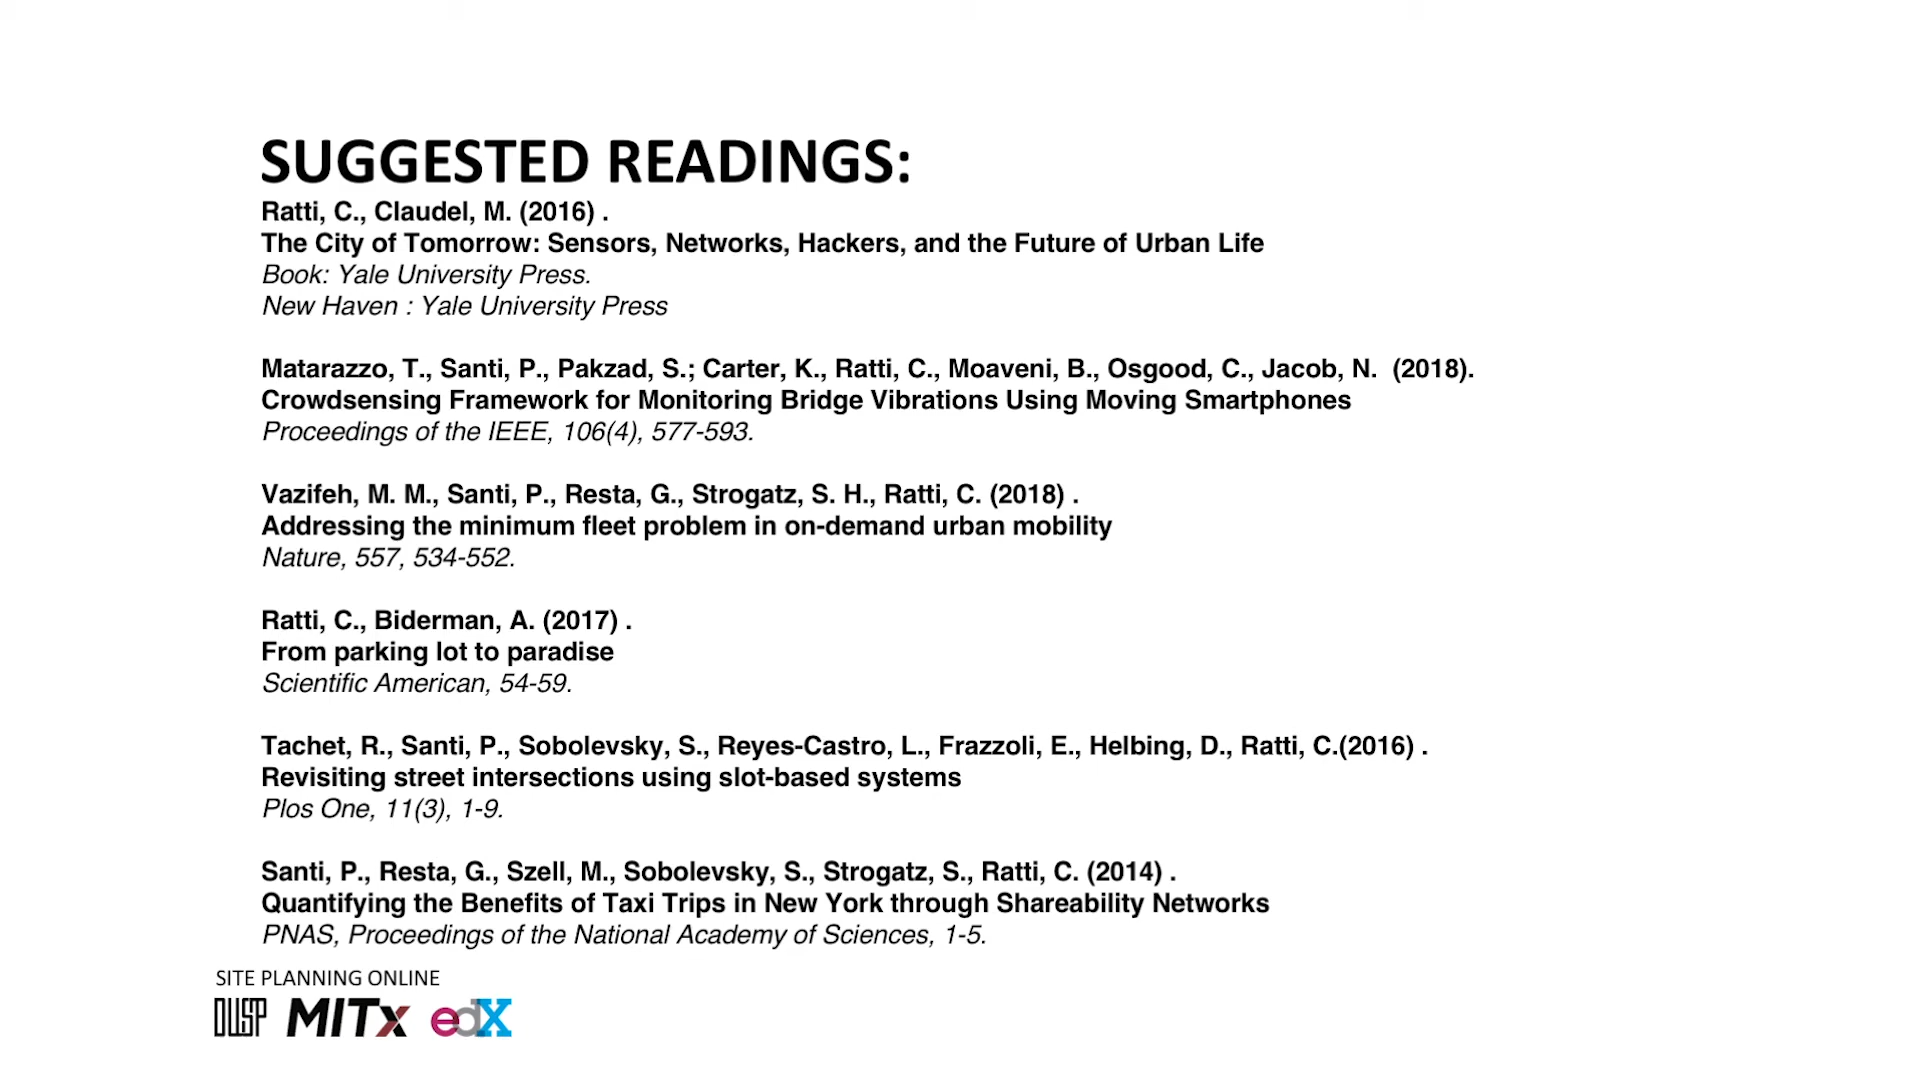 SUGGESTED READINGS:
Ratti, C., Claudel, M. (2016) .
The City of Tomorrow: Sensors, Networks, Hackers, and the Future of Urban Life
Book: Yale University Press.
New Haven : Yale University Press
Matarazzo, T., Santi, P., Pakzad, S.; Carter, K., Ratti, C., Moaveni, B., Osgood, C., Jacob, N.  (2018).
Crowdsensing Framework for Monitoring Bridge Vibrations Using Moving Smartphones
Proceedings of the IEEE, 106(4), 577-593.
Vazifeh, M. M., Santi, P., Resta, G., Strogatz, S. H., Ratti, C. (2018) .
Addressing the minimum fleet problem in on-demand urban mobility
Nature, 557, 534-552.
Ratti, C., Biderman, A. (2017) .
From parking lot to paradise
Scientific American, 54-59.
Tachet, R., Santi, P., Sobolevsky, S., Reyes-Castro, L., Frazzoli, E., Helbing, D., Ratti, C.(2016) .
Revisiting street intersections using slot-based systems
Plos One, 11(3), 1-9.
Santi, P., Resta, G., Szell, M., Sobolevsky, S., Strogatz, S., Ratti, C. (2014) .
Quantifying the Benefits of Taxi Trips in New York through Shareability Networks
PNAS, Proceedings of the National Academy of Sciences, 1-5.
SITE PLANNING ONLINE
DUSP MITx edX